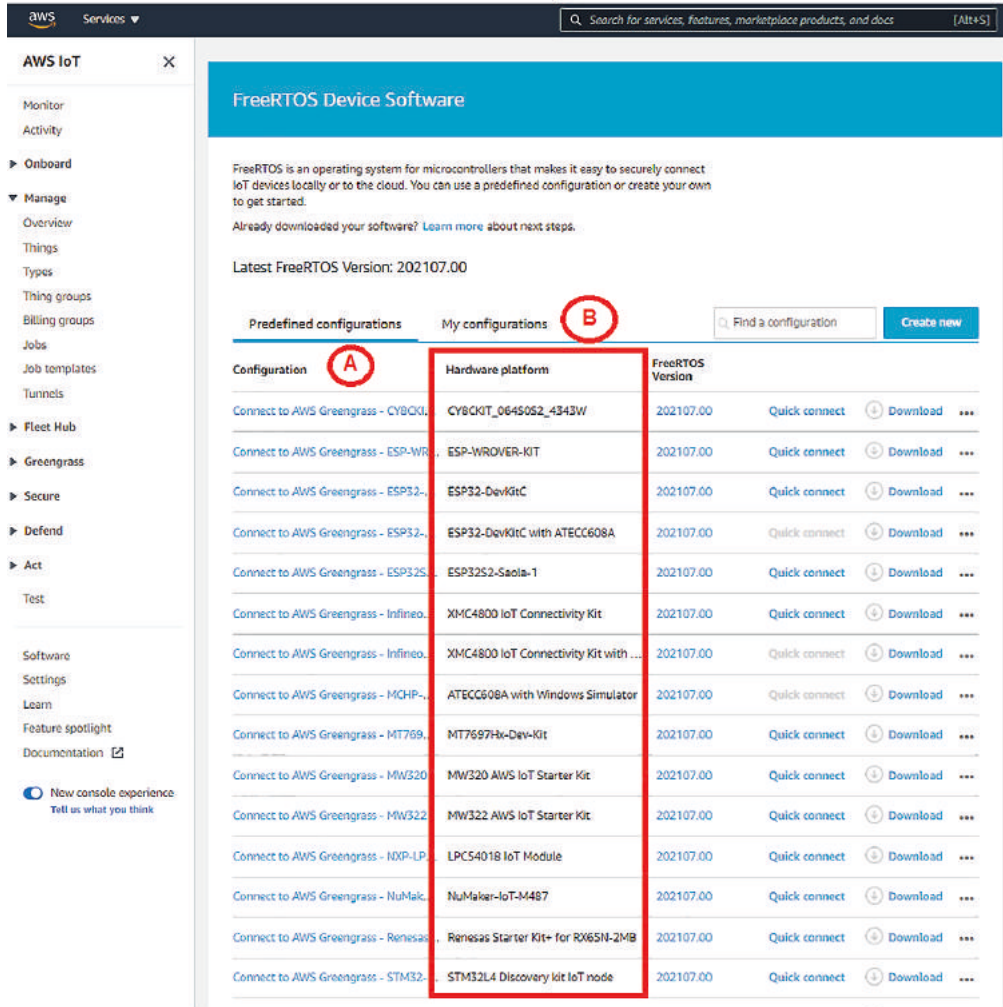 aws Services ▼ Search for services, features, marketplace products, and docs [Alt+S]
AWS IoT X
Monitor
Activity
Onboard
Manage
Overview
Things
Types
Thing groups
Billing groups
Jobs
Job templates
Tunnels
Fleet Hub
Greengrass
Secure
Defend
Act
Test
Software
Settings
Learn
Feature spotlight
Documentation
New console experience
Tell us what you think
FreeRTOS Device Software
FreeRTOS is an operating system for microcontrollers that makes it easy to securely connect
IoT devices locally or to the cloud. You can use a predefined configuration or create your own
to get started.
Already downloaded your software? Learn more about next steps.
Latest FreeRTOS Version: 202107.00
Predefined configurations My configurations B Find a configuration Create new
Configuration A Hardware platform FreeRTOS
Version
Connect to AWS Greengrass - CY8CKI... CY8CKIT_064S0S2_4343W 202107.00 Quick connect Download ...
Connect to AWS Greengrass - ESP-WR... ESP-WROVER-KIT 202107.00 Quick connect Download ...
Connect to AWS Greengrass - ESP32-... ESP32-DevKitC 202107.00 Quick connect Download ...
Connect to AWS Greengrass - ESP32-... ESP32-DevKitC with ATECC608A 202107.00 Quick connect Download ...
Connect to AWS Greengrass - ESP32S... ESP32S2-Saola-1 202107.00 Quick connect Download ...
Connect to AWS Greengrass - Infineo... XMC4800 IoT Connectivity Kit 202107.00 Quick connect Download ...
Connect to AWS Greengrass - Infineo... XMC4800 IoT Connectivity Kit with ... 202107.00 Quick connect Download ...
Connect to AWS Greengrass - MCHP-... ATECC608A with Windows Simulator 202107.00 Quick connect Download ...
Connect to AWS Greengrass - MT769... MT7697Hx-Dev-Kit 202107.00 Quick connect Download ...
Connect to AWS Greengrass - MW320 MW320 AWS IoT Starter Kit 202107.00 Quick connect Download ...
Connect to AWS Greengrass - MW322 MW322 AWS IoT Starter Kit 202107.00 Quick connect Download ...
Connect to AWS Greengrass - NXP-LP... LPC54018 IoT Module 202107.00 Quick connect Download ...
Connect to AWS Greengrass - NuMak... NuMaker-IoT-M487 202107.00 Quick connect Download ...
Connect to AWS Greengrass - Renesas... Renesas Starter Kit+ for RX65N-2MB 202107.00 Quick connect Download ...
Connect to AWS Greengrass - STM32-... STM32L4 Discovery kit IoT node 202107.00 Quick connect Download ...